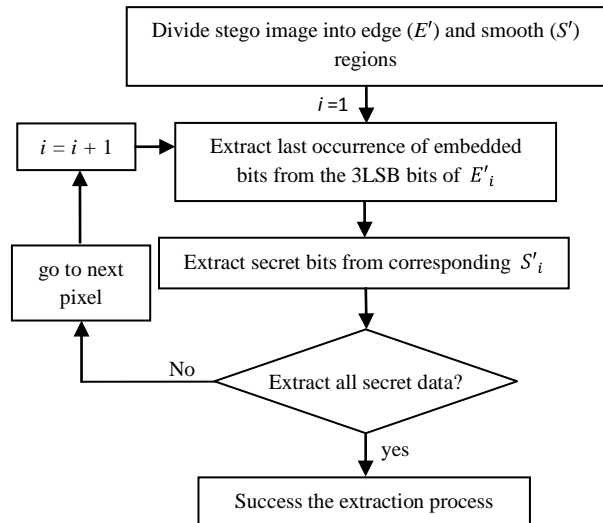 Divide stego image into edge (E′) and smooth (S′)
regions
i =1
i = i + 1
Extract last occurrence of embedded
bits from the 3LSB bits of E′i
go to next
pixel
Extract secret bits from corresponding S′i
No
Extract all secret data?
yes
Success the extraction process